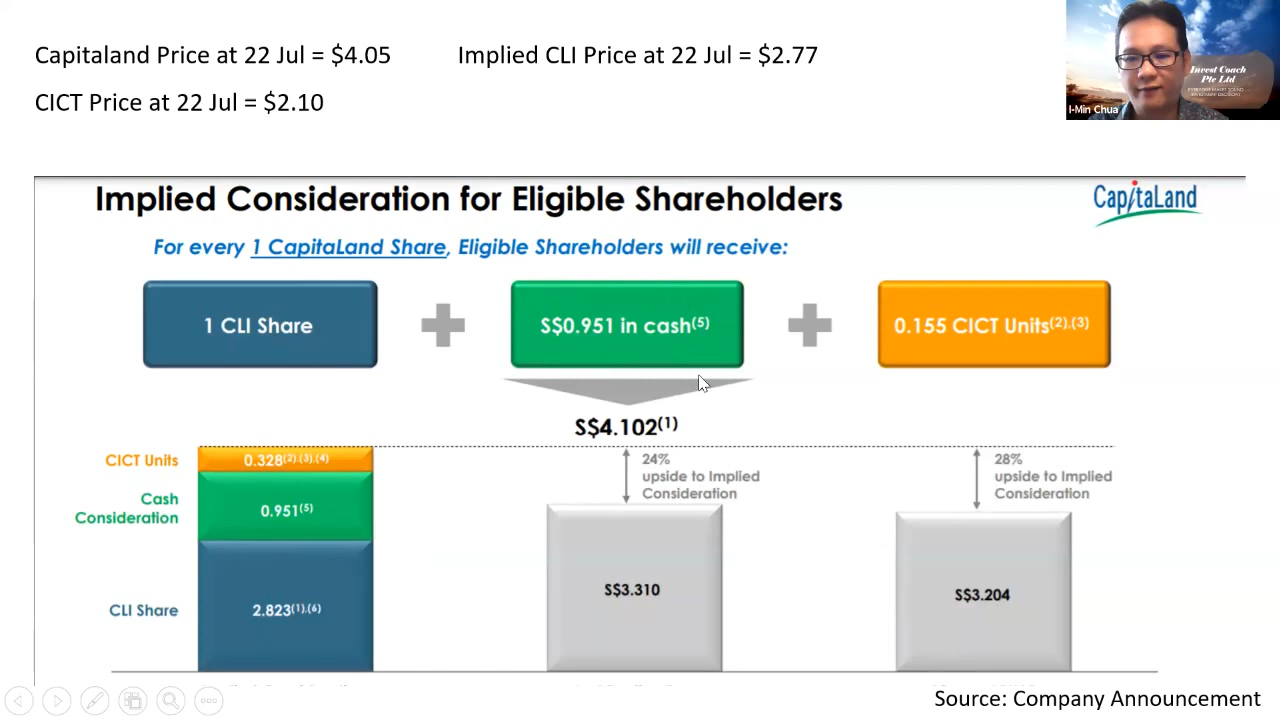 Capitaland Price at 22 Jul = $4.05
Implied CLI Price at 22 Jul = $2.77
CICT Price at 22 Jul = $2.10
Invest Coach
Pte Ltd
I-Min Chua
Implied Consideration for Eligible Shareholders
CapitaLand
For every 1 CapitaLand Share, Eligible Shareholders will receive:
1 CLI Share
S$0.951 in cash(5)
0.155 CICT Units(2),(3)
S$4.102(1)
CICT Units
0.328(2),(3),(4)
24%
upside to Implied
Consideration
28%
upside to Implied
Consideration
Cash
Consideration
0.951(5)
CLI Share
2.823(1),(6)
S$3.310
S$3.204
Source: Company Announcement